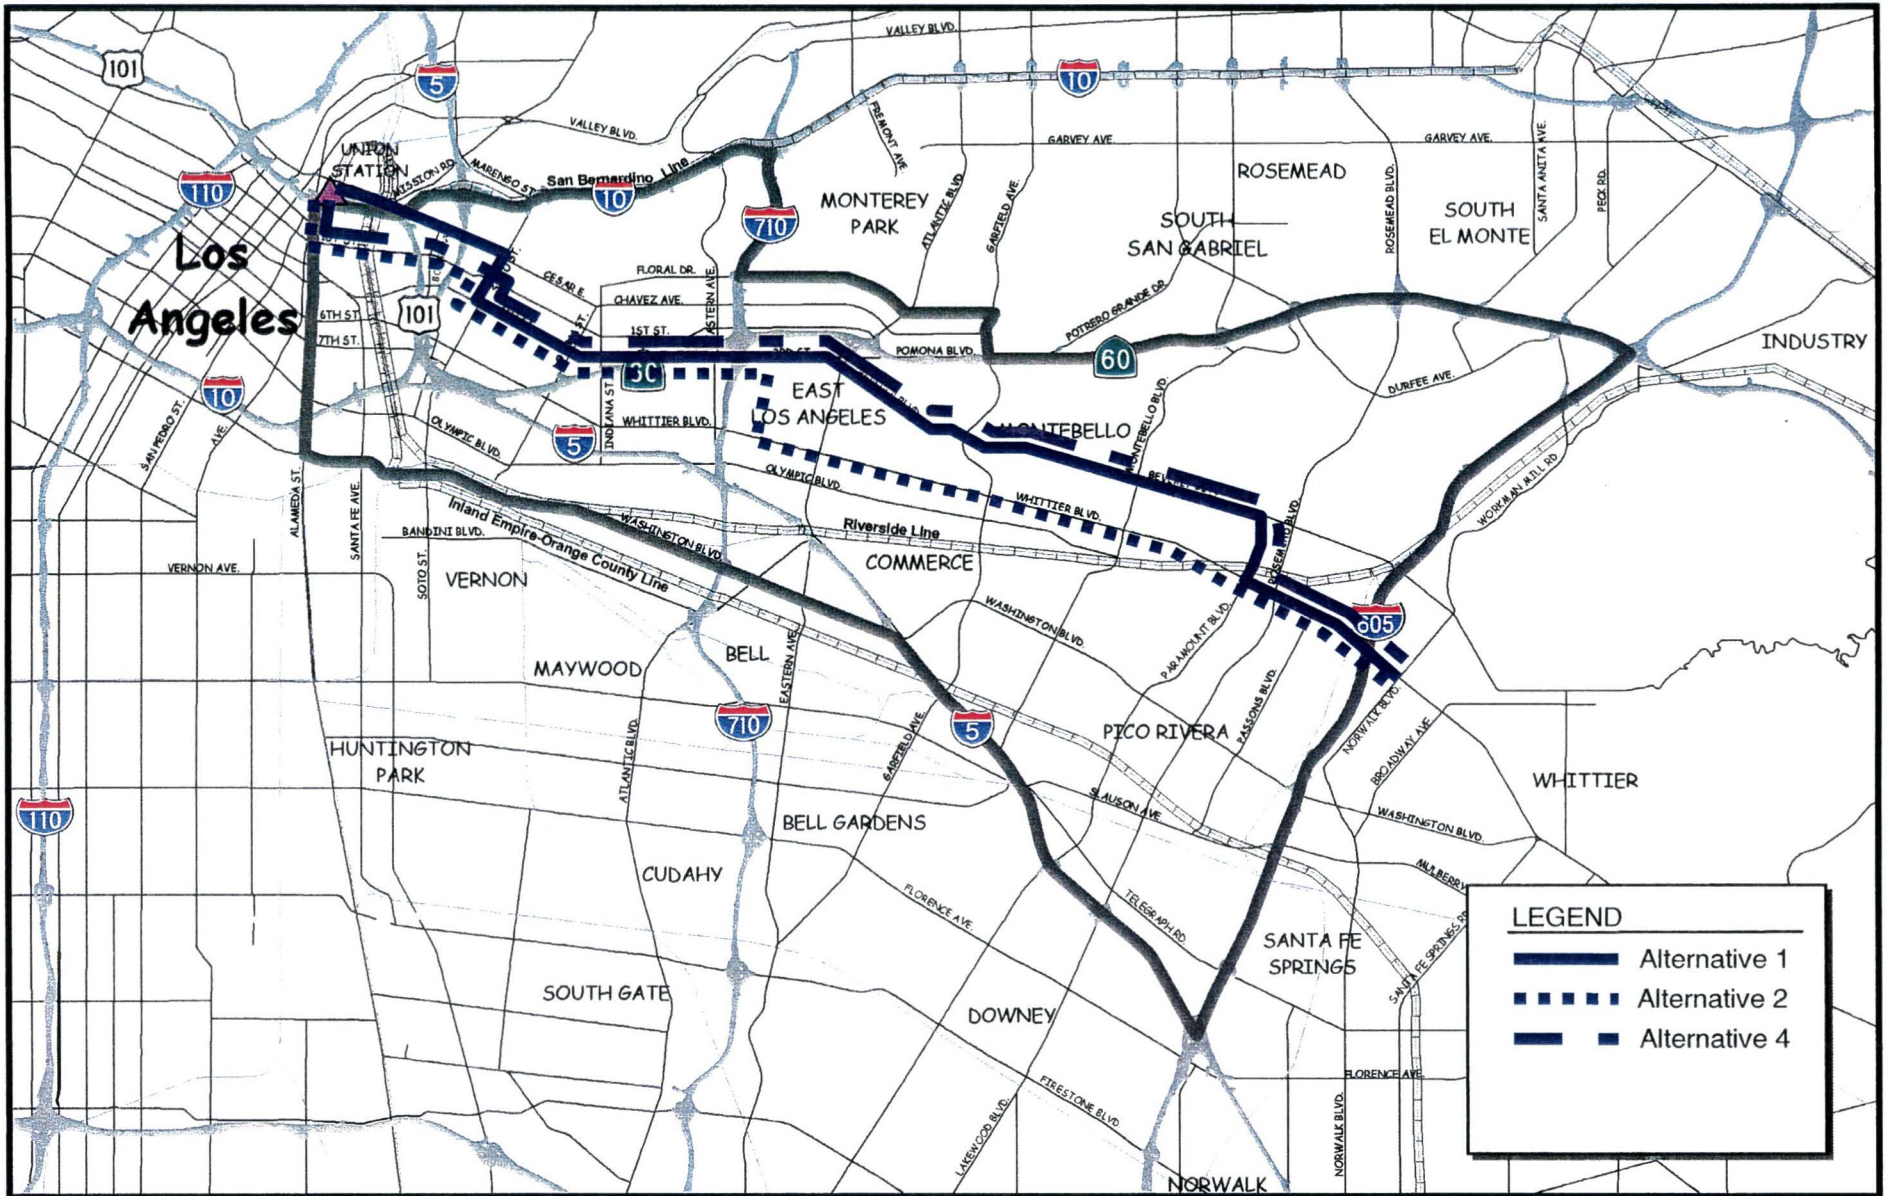 VALLEY BLVD.
101
5
10
VALLEY BLVD.
FREMONT AVE
GARVEY AVE.
GARVEY AVE.
SANTA ANITA AVE.
UNION
STATION
MISSION RD.
MARENGO ST.
San Bernardino Line
10
110
ROSEMEAD
ROSEMEAD BLVD.
PECK RD.
MONTEREY
PARK
ATLANTIC BLVD
GARFIELD AVE.
710
SOUTH
SAN GABRIEL
SOUTH
EL MONTE
Los
Angeles
CESAR E.
CHAVEZ AVE.
FLORAL DR.
6TH ST.
7TH ST.
101
1ST ST.
POMONA BLVD.
POTRERO GRANDE DR.
60
INDUSTRY
10
SAN PEDRO ST.
AVE.
INDIANA ST
WHITTIER BLVD.
OLYMPIC BLVD.
5
EAST
LOS ANGELES
MONTEBELLO
MONTEBELLO BLVD.
DURFEE AVE.
OLYMPIC BLVD.
WHITTIER BLVD.
WORKMAN MILL RD
ALAMEDA ST.
SANTA FE AVE.
BANDINI BLVD.
SOTO ST.
VERNON AVE.
VERNON
Inland Empire-Orange County Line
WASHINGTON BLVD.
Riverside Line
COMMERCE
WASHINGTON BLVD.
PARAMOUNT BLVD.
605
PASSONS BLVD.
NORWALK BLVD.
BROADWAY AVE
MAYWOOD
BELL
EASTERN AVE.
710
5
PICO RIVERA
HUNTINGTON
PARK
ATLANTIC BLVD.
GARFIELD AVE.
WHITTIER
110
BELL GARDENS
SLAUSON AVE
WASHINGTON BLVD.
MULBERRY
CUDAHY
FLORENCE AVE.
TELEGRAPH RD.
SANTA FE
SPRINGS
SANTA FE SPRINGS RD
SOUTH GATE
DOWNEY
FLORENCE AVE.
FIRESTONE BLVD
LAKEWOOD BLVD.
NORWALK BLVD.
NORWALK
LEGEND
Alternative 1
Alternative 2
Alternative 4